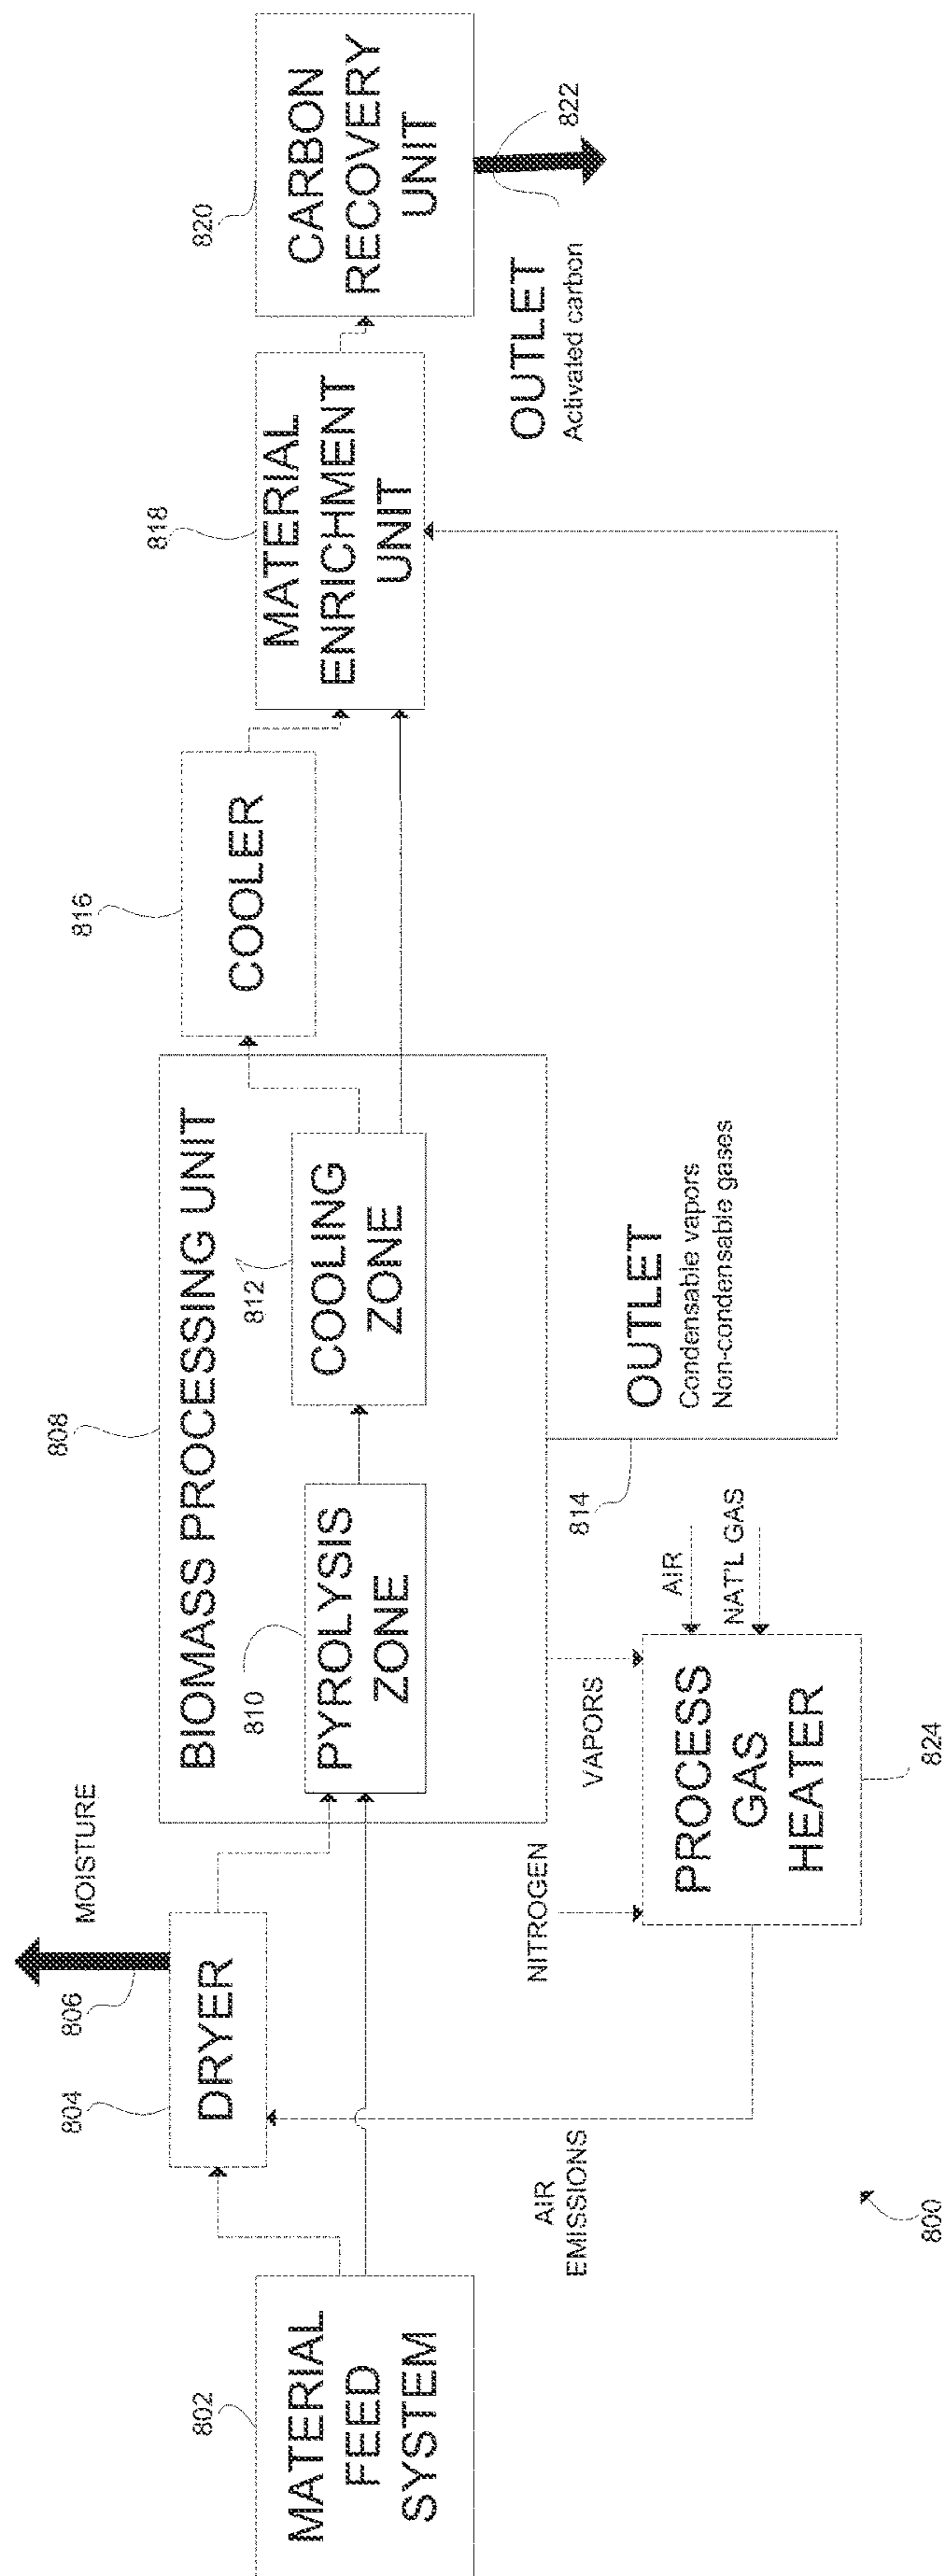 802
MATERIAL
FEED
SYSTEM
804
DRYER
806
MOISTURE
808
BIOMASS PROCESSING UNIT
810
PYROLYSIS
ZONE
812
COOLING
ZONE
816
COOLER
818
MATERIAL
ENRICHMENT
UNIT
820
CARBON
RECOVERY
UNIT
822
OUTLET
Activated carbon
814
OUTLET
Condensable vapors
Non-condensable gases
AIR
EMISSIONS
NITROGEN
VAPORS
AIR
NAT'L GAS
PROCESS
GAS
HEATER
824
800